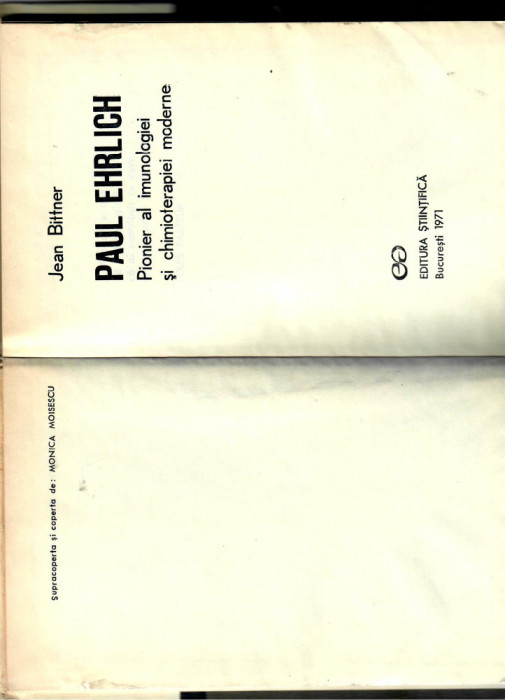 Supracoperta și coperta de: MONICA MOISESCU
Jean Bittner
PAUL EHRLICH
Pionier al imunologiei
și chimioterapiei moderne
EDITURA ȘTIINȚIFICĂ
București 1971